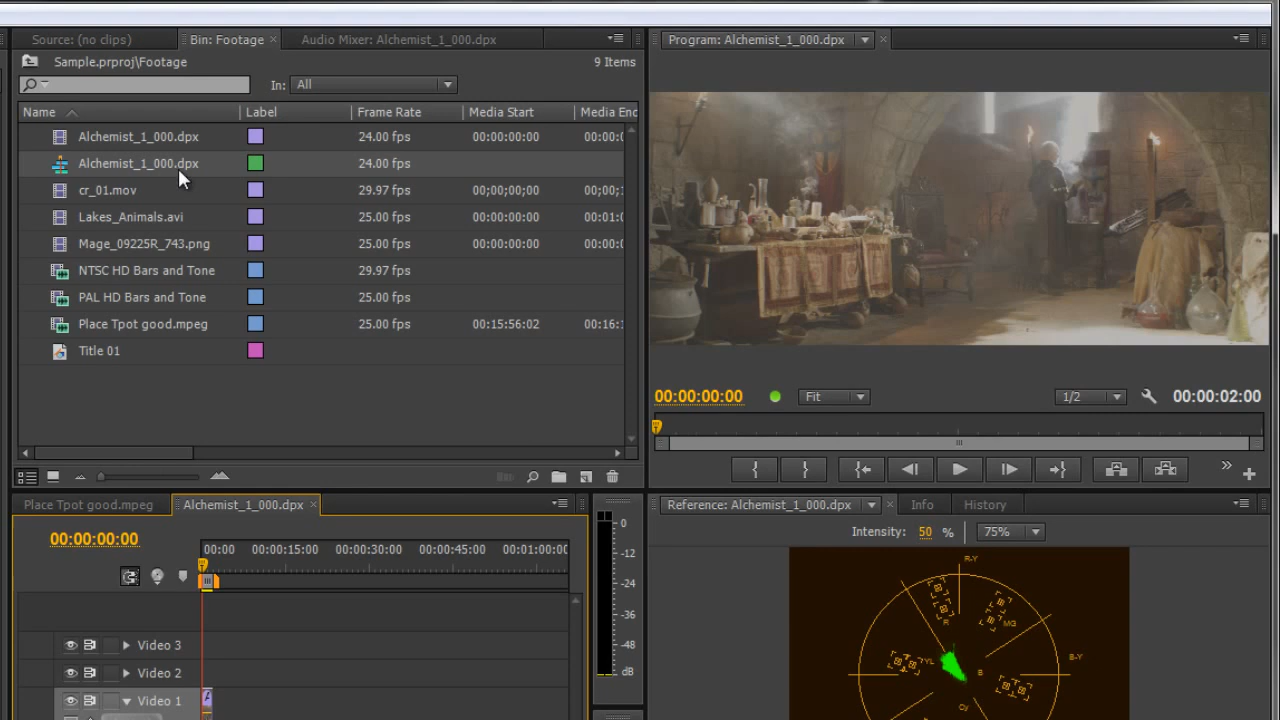 Source: (no clips) Bin: Footage × Audio Mixer: Alchemist_1_000.dpx
Sample.prproj\Footage 9 Items
In: All
Name Label Frame Rate Media Start Media End
Alchemist_1_000.dpx 24.00 fps 00:00:00:00 00:00:0
Alchemist_1_000.dpx 24.00 fps
cr_01.mov 29.97 fps 00;00;00;00 00;00;1
Lakes_Animals.avi 25.00 fps 00:00:00:00 00:01:0
Mage_09225R_743.png 25.00 fps 00:00:00:00 00:00:0
NTSC HD Bars and Tone 29.97 fps
PAL HD Bars and Tone 25.00 fps
Place Tpot good.mpeg 25.00 fps 00:15:56:02 00:16:1
Title 01
Program: Alchemist_1_000.dpx ×
00:00:00:00 Fit 1/2 00:00:02:00
Place Tpot good.mpeg Alchemist_1_000.dpx ×
00:00:00:00
00:00 00:00:15:00 00:00:30:00 00:00:45:00 00:01:00:00
Video 3
Video 2
Video 1
0
-12
-24
-36
-48
dB
Reference: Alchemist_1_000.dpx × Info History
Intensity: 50 % 75%
R-Y
R
MG
B-Y
YL
B
Cy